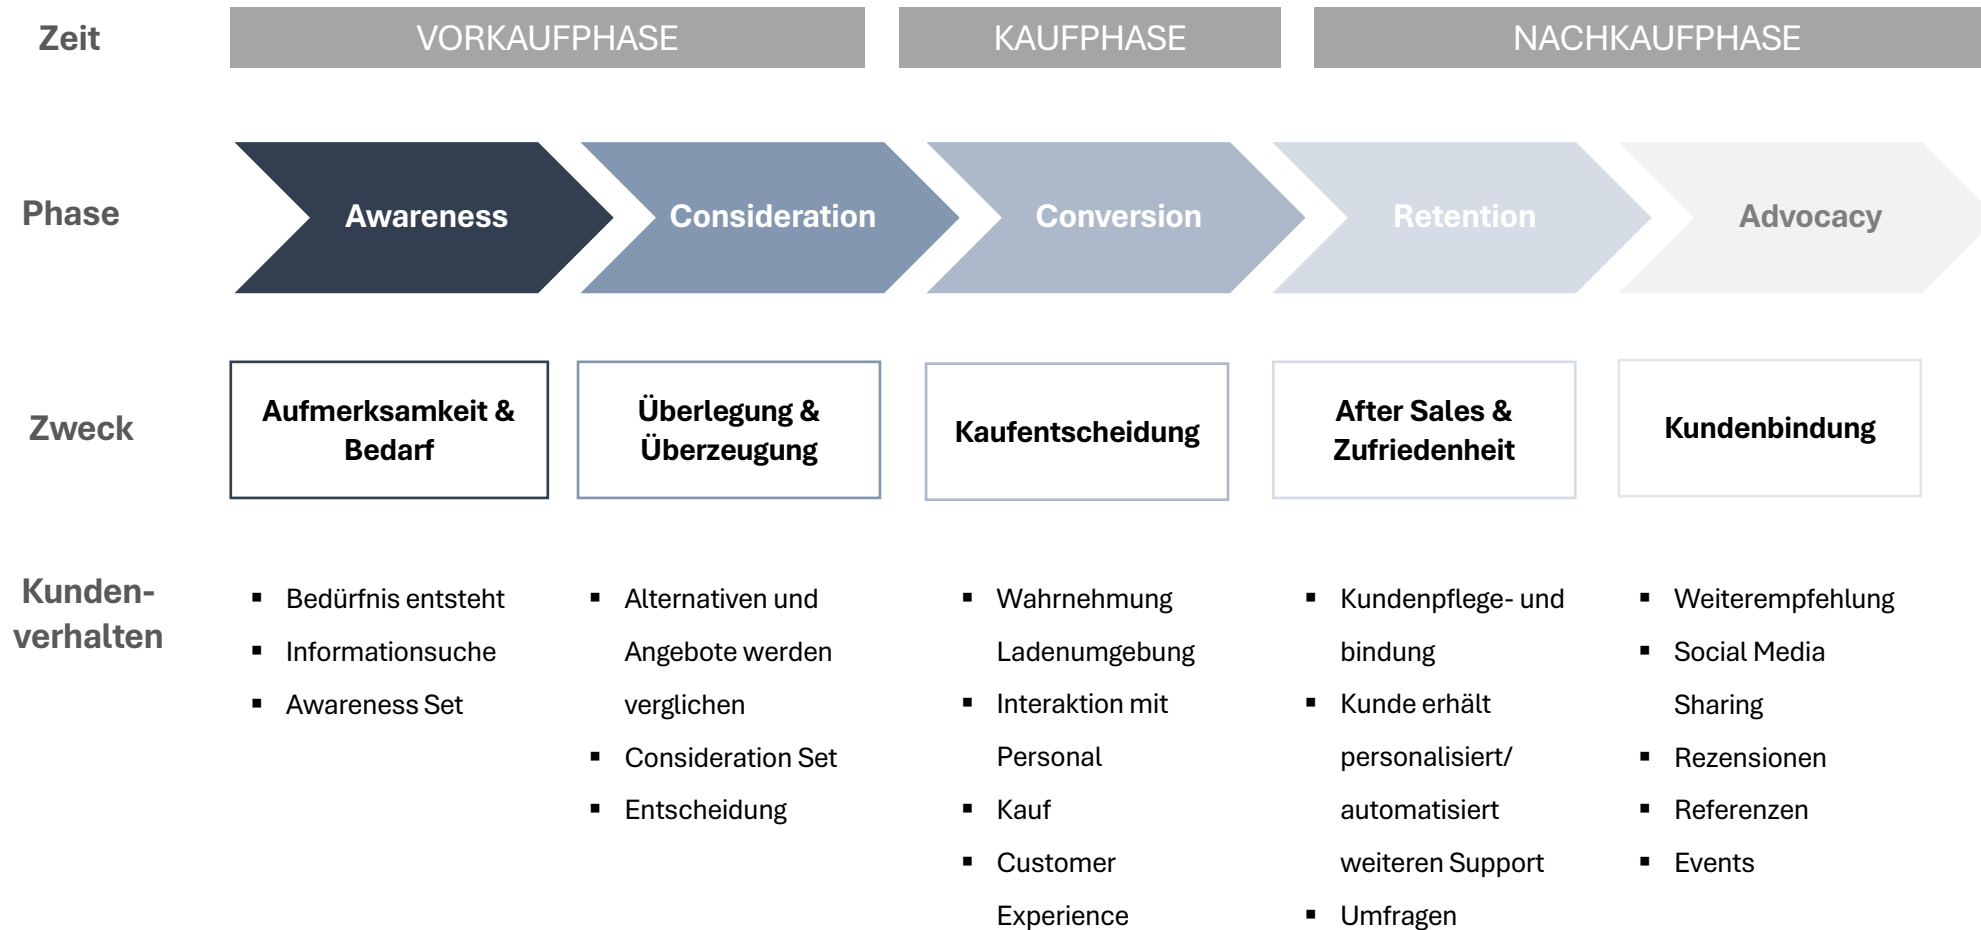 Zeit
VORKAUFPHASE
KAUFPHASE
NACHKAUFPHASE
Phase
Awareness
Consideration
Conversion
Retention
Advocacy
Zweck
Aufmerksamkeit &
Bedarf
Überlegung &
Überzeugung
Kaufentscheidung
After Sales &
Zufriedenheit
Kundenbindung
Kunden-
verhalten
▪ Bedürfnis entsteht
▪ Informationsuche
▪ Awareness Set
▪ Alternativen und
Angebote werden
verglichen
▪ Consideration Set
▪ Entscheidung
▪ Wahrnehmung
Ladenumgebung
▪ Interaktion mit
Personal
▪ Kauf
▪ Customer
Experience
▪ Kundenpflege- und
bindung
▪ Kunde erhält
personalisiert/
automatisiert
weiteren Support
▪ Umfragen
▪ Weiterempfehlung
▪ Social Media
Sharing
▪ Rezensionen
▪ Referenzen
▪ Events